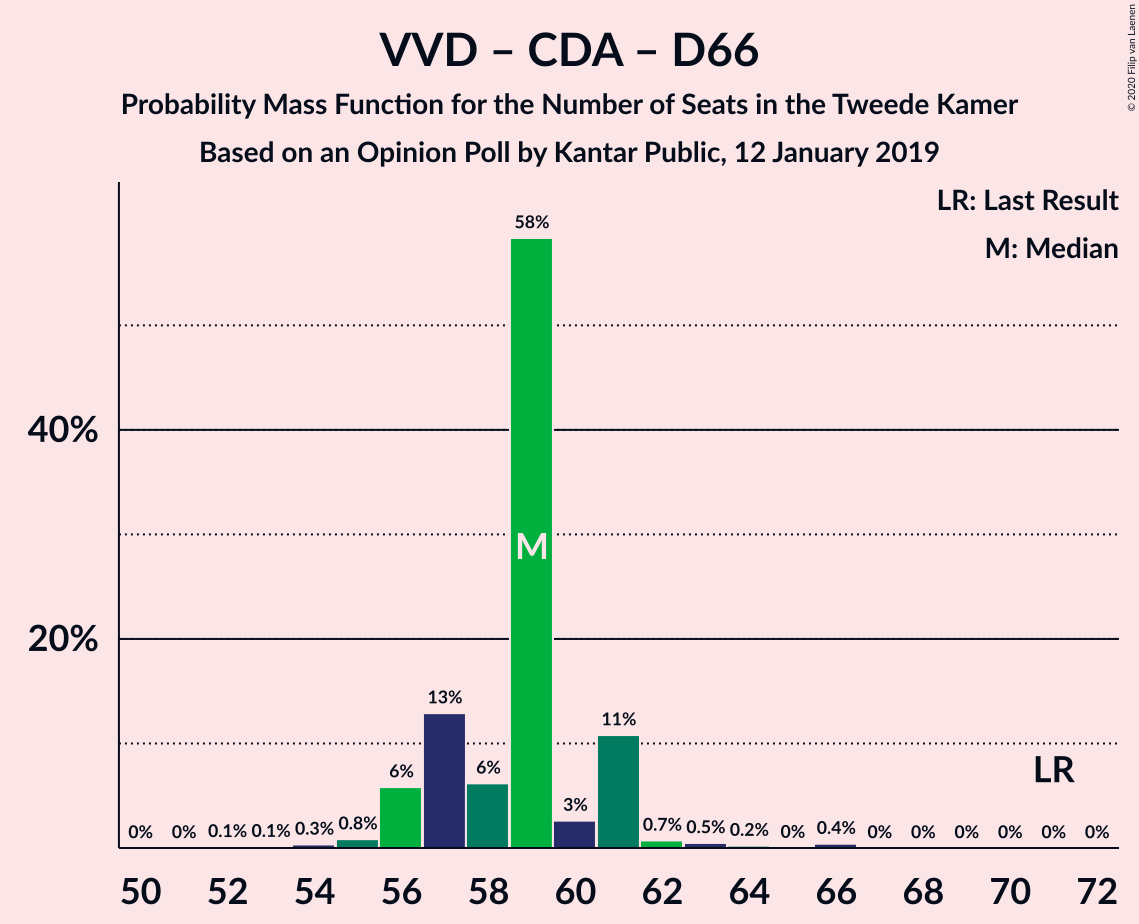 VVD – CDA – D66
Probability Mass Function for the Number of Seats in the Tweede Kamer
Based on an Opinion Poll by Kantar Public, 12 January 2019
© 2020 Filip van Laenen
LR: Last Result
M: Median
58%
40%
M
20%
13%
11%
LR
6%
6%
3%
0% 0% 0.1% 0.1% 0.3% 0.8% 0.7% 0.5% 0.2% 0% 0.4% 0% 0% 0% 0% 0% 0%
50 52 54 56 58 60 62 64 66 68 70 72